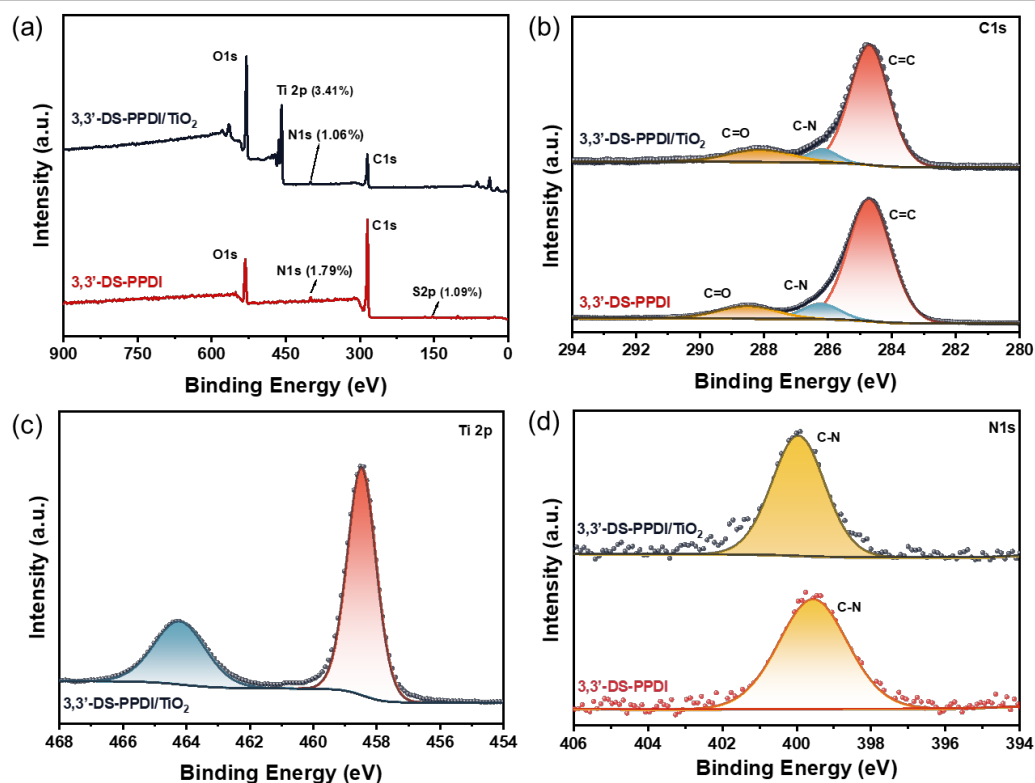 (a)
O1s
Ti 2p (3.41%)
3,3'-DS-PPDI/TiO₂
N1s (1.06%)
C1s
C1s
O1s
N1s (1.79%)
3,3'-DS-PPDI
S2p (1.09%)
900 600 450 300 150 0
Binding Energy (eV)
Intensity (a.u.)
(b)
C1s
C=C
C-N
3,3'-DS-PPDI/TiO₂
C=O
C=C
C-N
C=O
3,3'-DS-PPDI
294 292 290 288 286 284 282 280
Binding Energy (eV)
Intensity (a.u.)
(c)
Ti 2p
3,3'-DS-PPDI/TiO₂
468 466 464 462 460 458 456 454
Binding Energy (eV)
Intensity (a.u.)
(d)
N1s
C-N
3,3'-DS-PPDI/TiO₂
C-N
3,3'-DS-PPDI
406 404 402 400 398 396 394
Binding Energy (eV)
Intensity (a.u.)